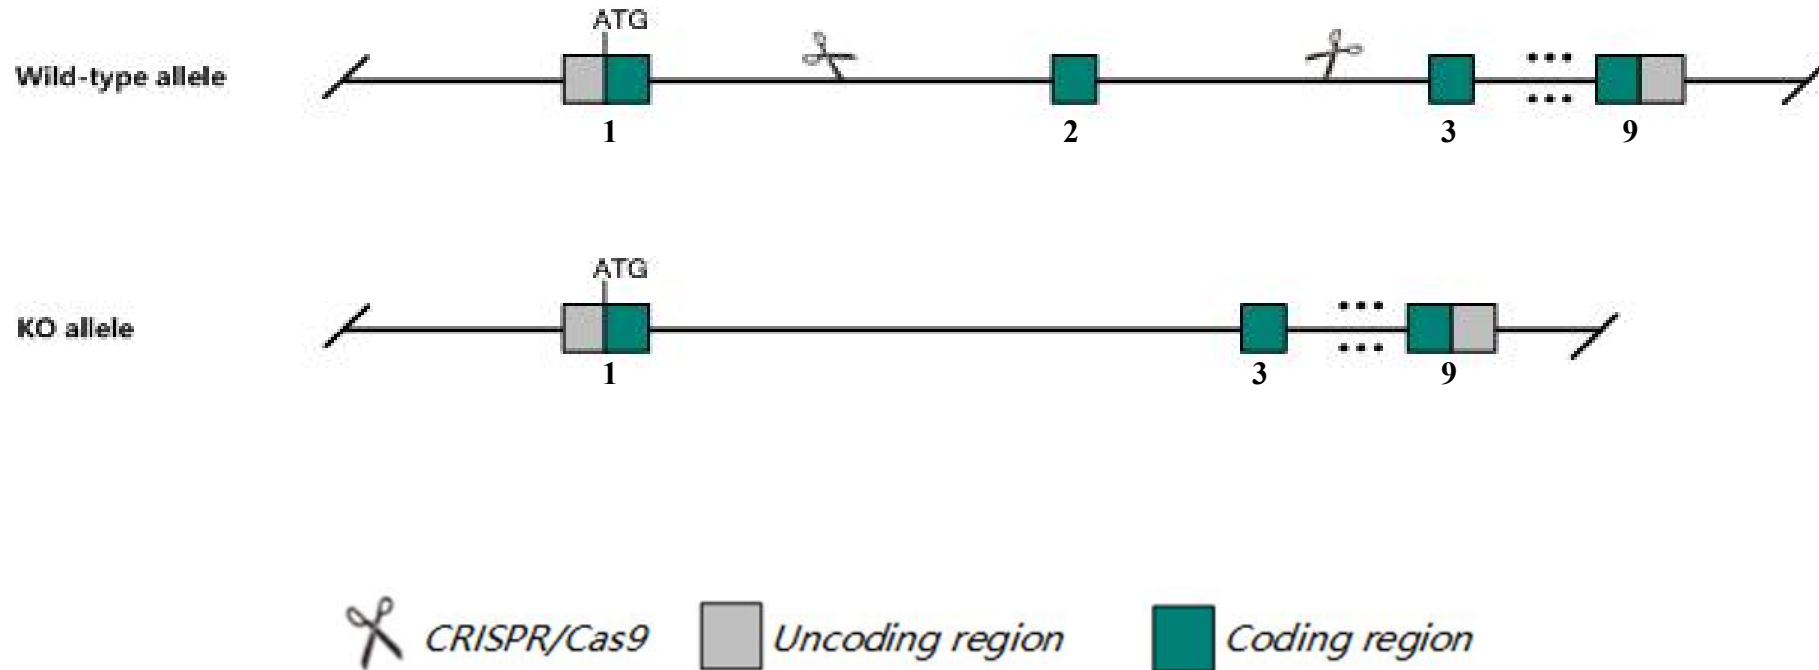 ATG
Wild-type allele
1 2 3 9
ATG
KO allele
1 3 9
CRISPR/Cas9 Uncoding region Coding region